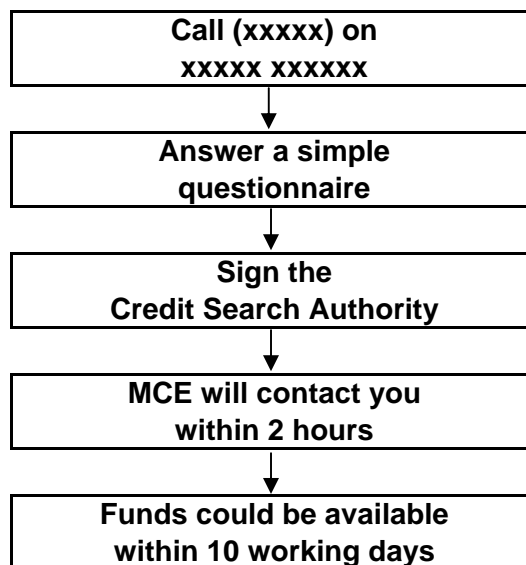 Call (xxxxx) on
xxxxx xxxxxx
Answer a simple
questionnaire
Sign the
Credit Search Authority
MCE will contact you
within 2 hours
Funds could be available
within 10 working days